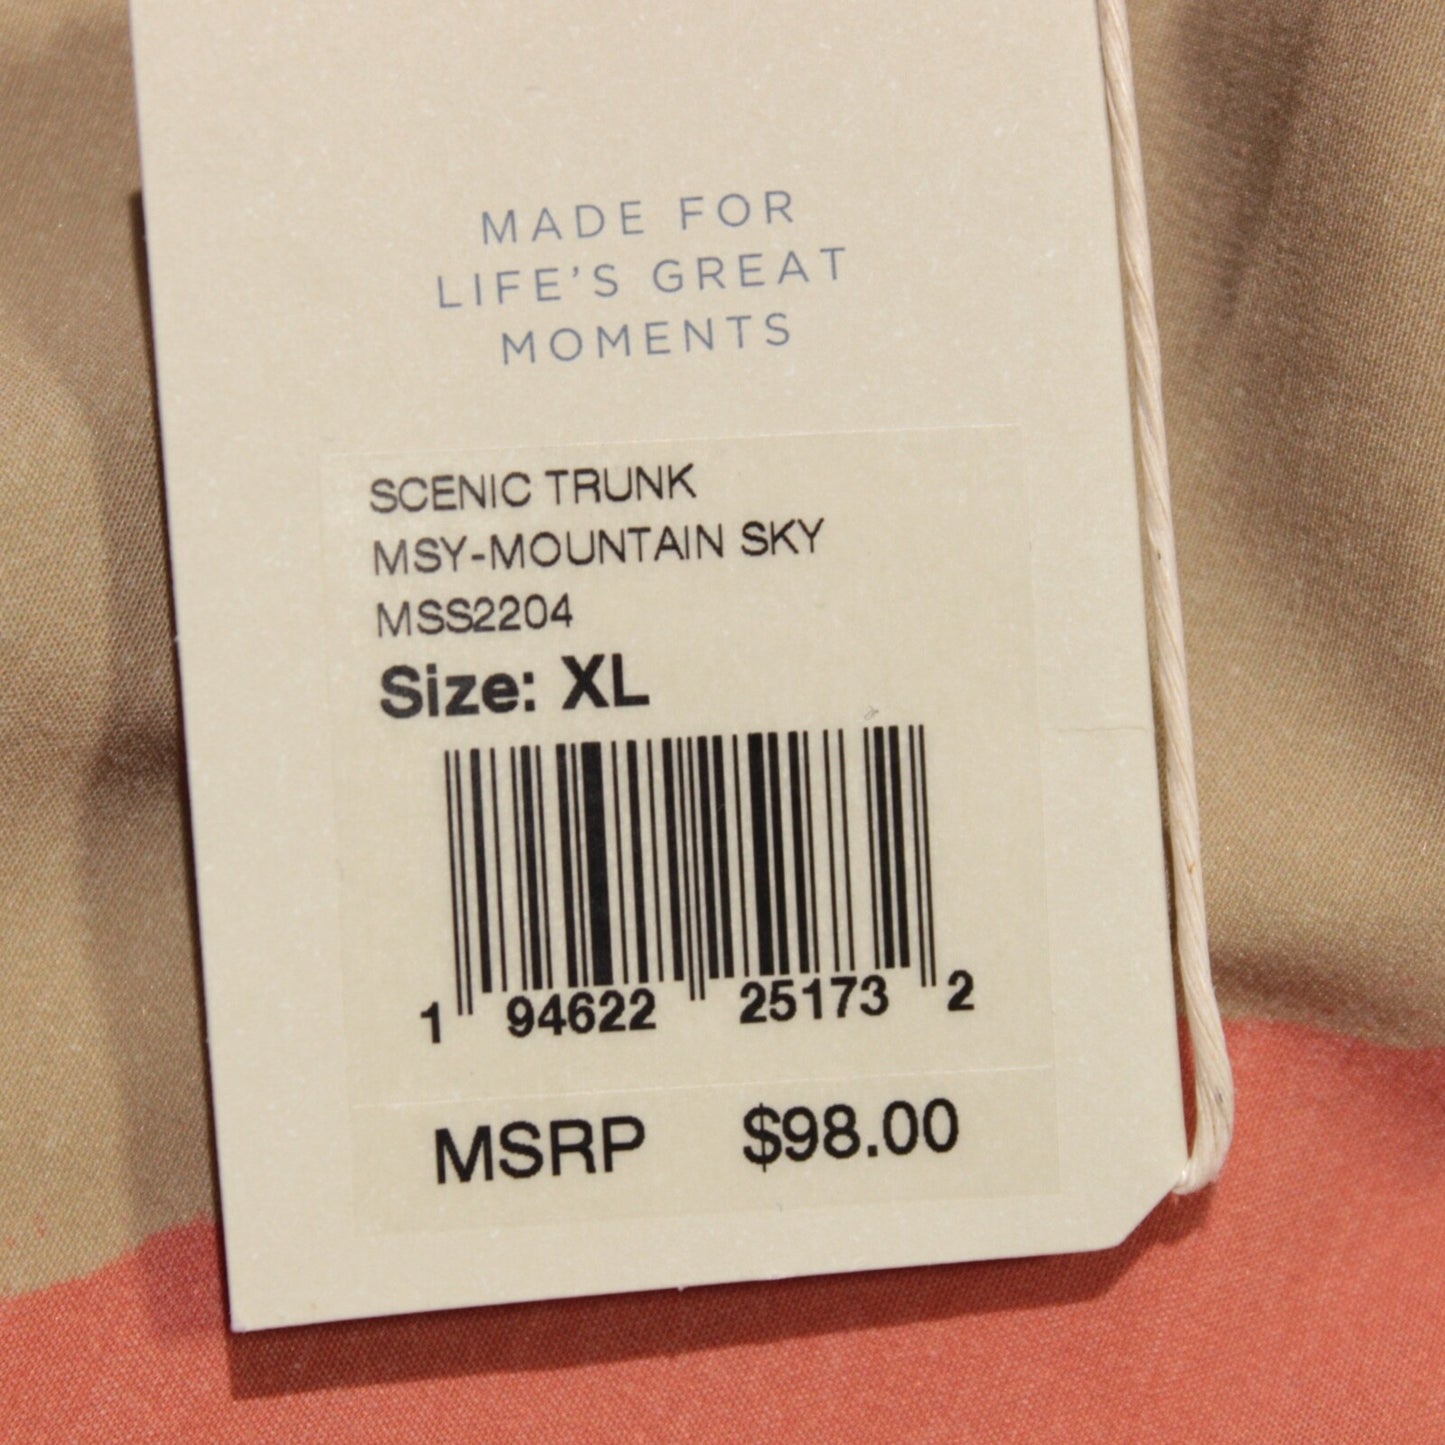 MADE FOR
LIFE'S GREAT
MOMENTS
SCENIC TRUNK
MSY-MOUNTAIN SKY
MSS2204
Size: XL
1 94622 25173 2
MSRP $98.00